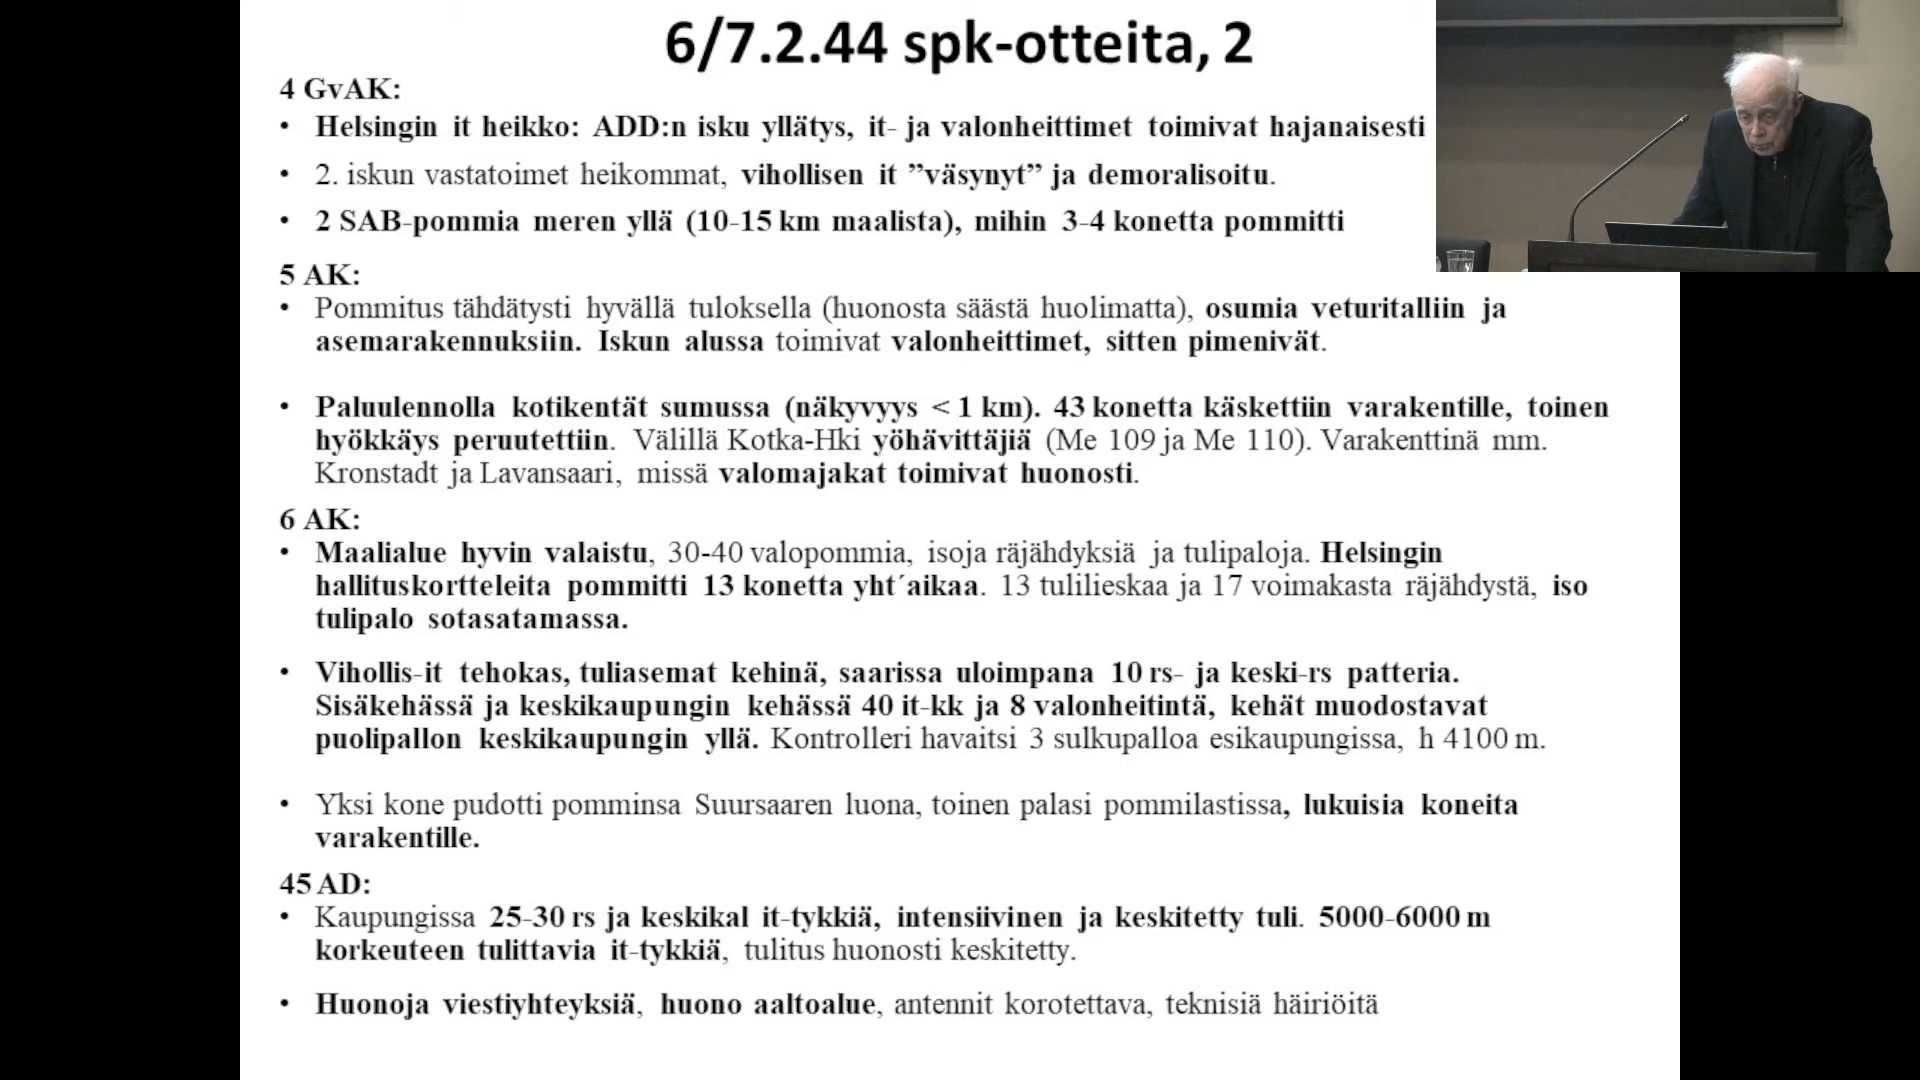 6/7.2.44 spk-otteita, 2
4 GvAK:
• Helsingin it heikko: ADD:n isku yllätys, it- ja valonheittimet toimivat hajanaisesti
• 2. iskun vastatoimet heikommat, vihollisen it ”väsynyt” ja demoralisoitu.
• 2 SAB-pommia meren yllä (10-15 km maalista), mihin 3-4 konetta pommitti
5 AK:
• Pommitus tähdätysti hyvällä tuloksella (huonosta säästä huolimatta), osumia veturitalliin ja
asemarakennuksiin. Iskun alussa toimivat valonheittimet, sitten pimenivät.
• Paluulennolla kotikentät sumussa (näkyvyys < 1 km). 43 konetta käskettiin varakentille, toinen
hyökkäys peruutettiin. Välillä Kotka-Hki yöhävittäjiä (Me 109 ja Me 110). Varakenttinä mm.
Kronstadt ja Lavansaari, missä valomajakat toimivat huonosti.
6 AK:
• Maalialue hyvin valaistu, 30-40 valopommia, isoja räjähdyksiä ja tulipaloja. Helsingin
hallituskortteleita pommitti 13 konetta yht´aikaa. 13 tulilieskaa ja 17 voimakasta räjähdystä, iso
tulipalo sotasatamassa.
• Vihollis-it tehokas, tuliasemat kehinä, saarissa uloimpana 10 rs- ja keski-rs patteria.
Sisäkehässä ja keskikaupungin kehässä 40 it-kk ja 8 valonheitintä, kehät muodostavat
puolipallon keskikaupungin yllä. Kontrolleri havaitsi 3 sulkupalloa esikaupungissa, h 4100 m.
• Yksi kone pudotti pomminsa Suursaaren luona, toinen palasi pommilastissa, lukuisia koneita
varakentille.
45 AD:
• Kaupungissa 25-30 rs ja keskikal it-tykkiä, intensiivinen ja keskitetty tuli. 5000-6000 m
korkeuteen tulittavia it-tykkiä, tulitus huonosti keskitetty.
• Huonoja viestiyhteyksiä, huono aaltoalue, antennit korotettava, teknisiä häiriöitä